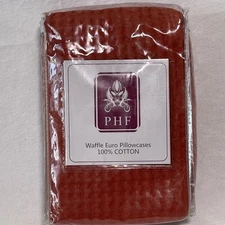 PHF
Waffle Euro Pillowcases
100% COTTON